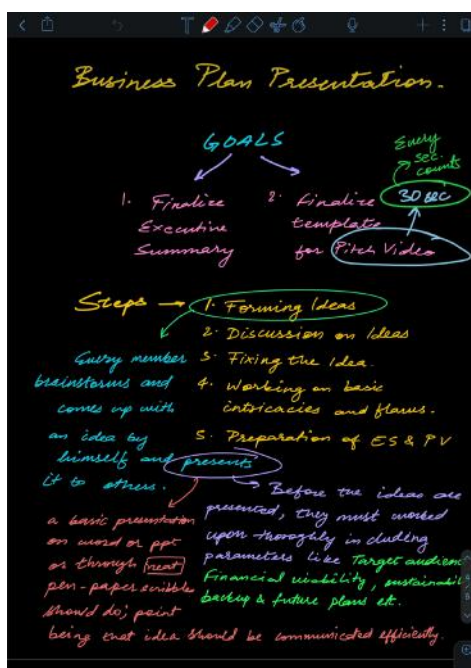 Business Plan Presentation.
GOALS
Every
sec.
counts
1. Finalize
Executive
Summary
2. Finalize 30 sec
template
for Pitch Video
Steps → 1. Forming Ideas
2. Discussion on Ideas
3. Fixing the Idea.
4. Working on basic
intricacies and flaws.
5. Preparation of ES & PV
Every member
brainstorms and
comes up with
an idea by
himself and presents
it to others.
a basic presentation
on word or ppt
or through neat
pen-paper scribble
should do; point
being that idea should be communicated efficiently.
Before the ideas are
presented, they must worked
upon thoroughly including
parameters like Target audien
Financial viability, sustainabil
backup & future plans etc.